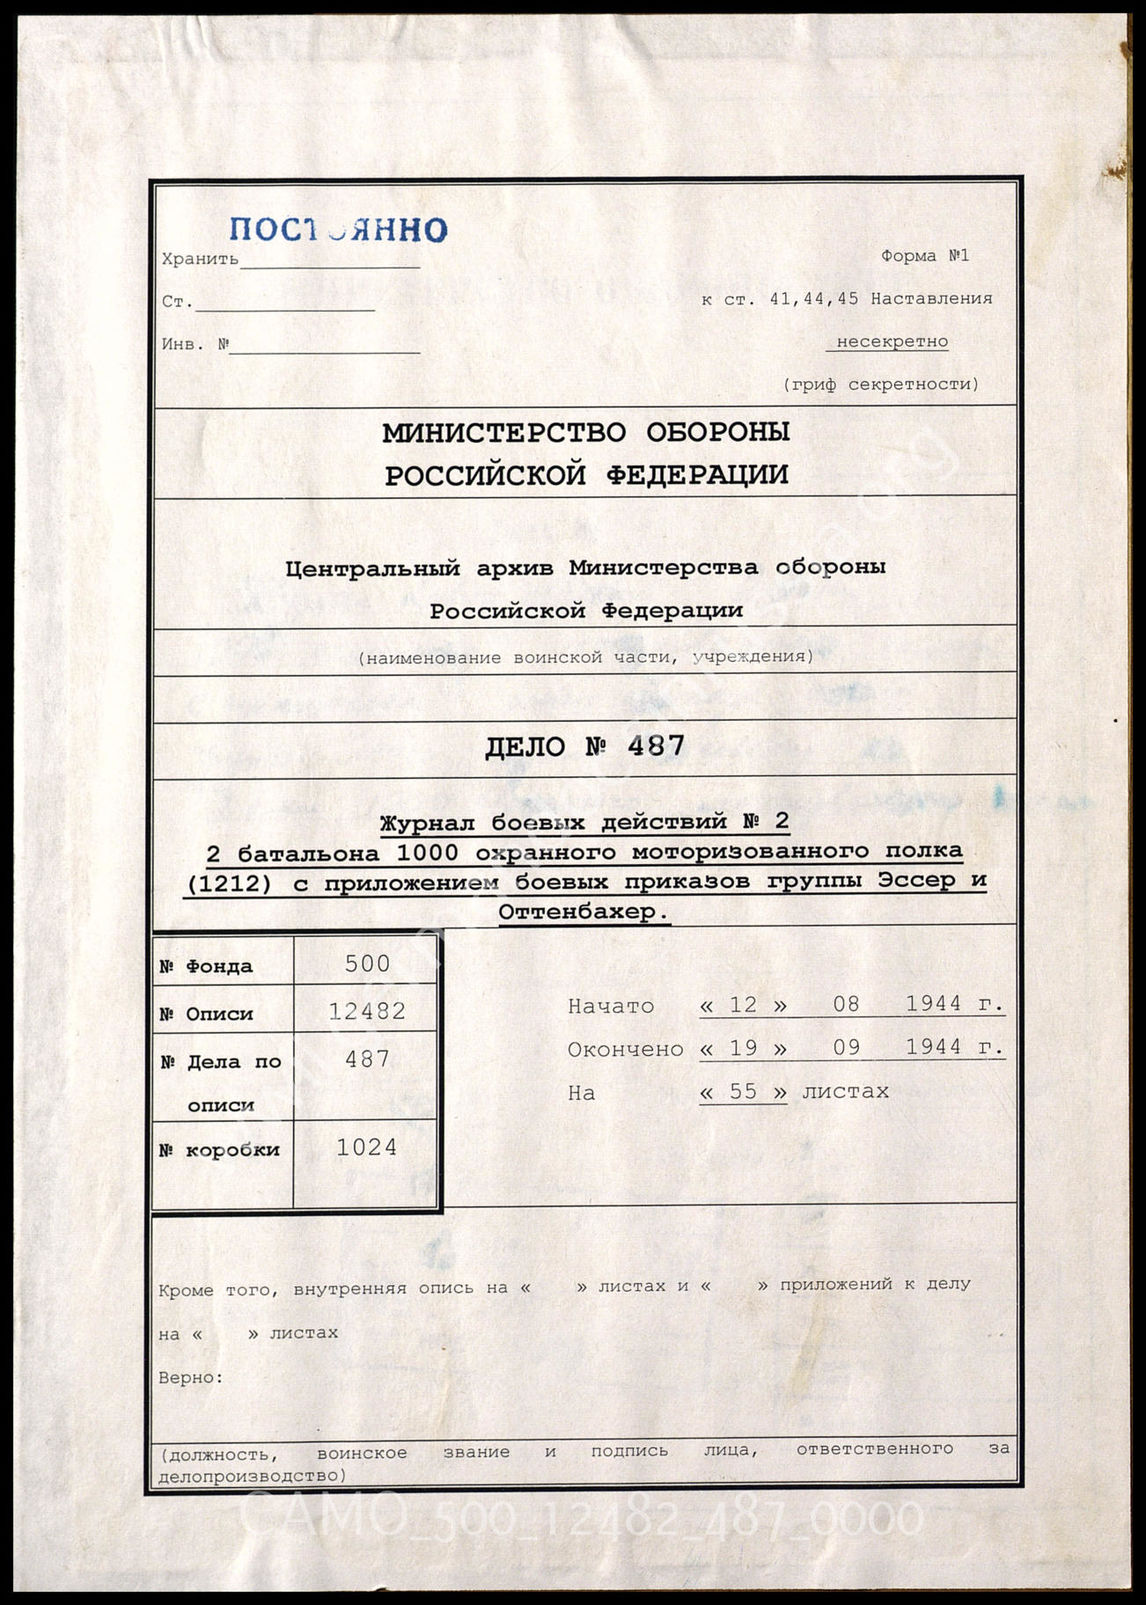 ПОСТОЯННО
Хранить
Форма №1
Ст.
к ст. 41,44,45 Наставления
Инв. №
несекретно
(гриф секретности)
МИНИСТЕРСТВО ОБОРОНЫ
РОССИЙСКОЙ ФЕДЕРАЦИИ
Центральный архив Министерства обороны
Российской Федерации
(наименование воинской части, учреждения)
ДЕЛО № 487
Журнал боевых действий № 2
2 батальона 1000 охранного моторизованного полка
(1212) с приложением боевых приказов группы Эссер и
Оттенбахер.
№ Фонда 500
№ Описи 12482
№ Дела по 487
описи
№ коробки 1024
Начато « 12 » 08 1944 г.
Окончено « 19 » 09 1944 г.
На « 55 » листах
Кроме того, внутренняя опись на « » листах и « » приложений к делу
на « » листах
Верно:
(должность, воинское звание и подпись лица, ответственного за
делопроизводство)
CAMO_500_12482_487_0000